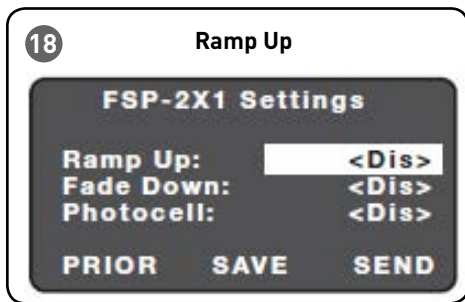 18 Ramp Up
FSP-2X1 Settings
Ramp Up: <Dis>
Fade Down: <Dis>
Photocell: <Dis>
PRIOR SAVE SEND